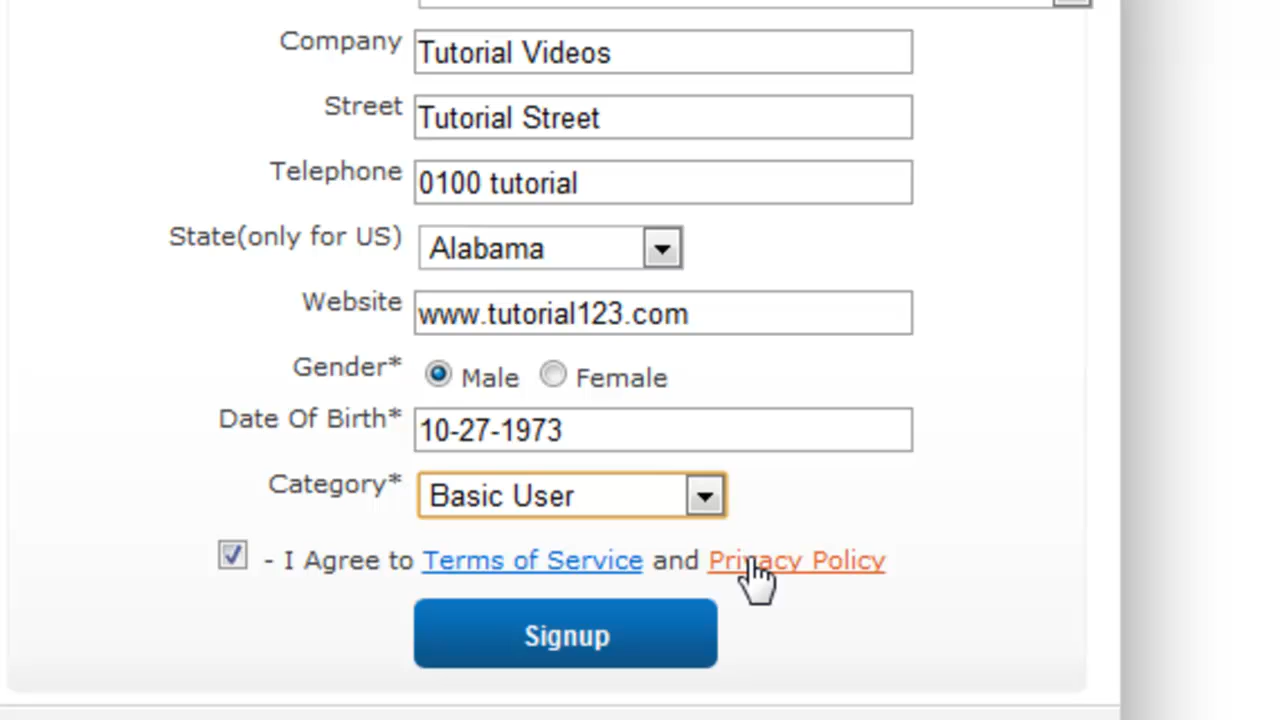 Company Tutorial Videos
Street Tutorial Street
Telephone 0100 tutorial
State(only for US) Alabama
Website www.tutorial123.com
Gender* Male Female
Date Of Birth* 10-27-1973
Category* Basic User
- I Agree to Terms of Service and Privacy Policy
Signup